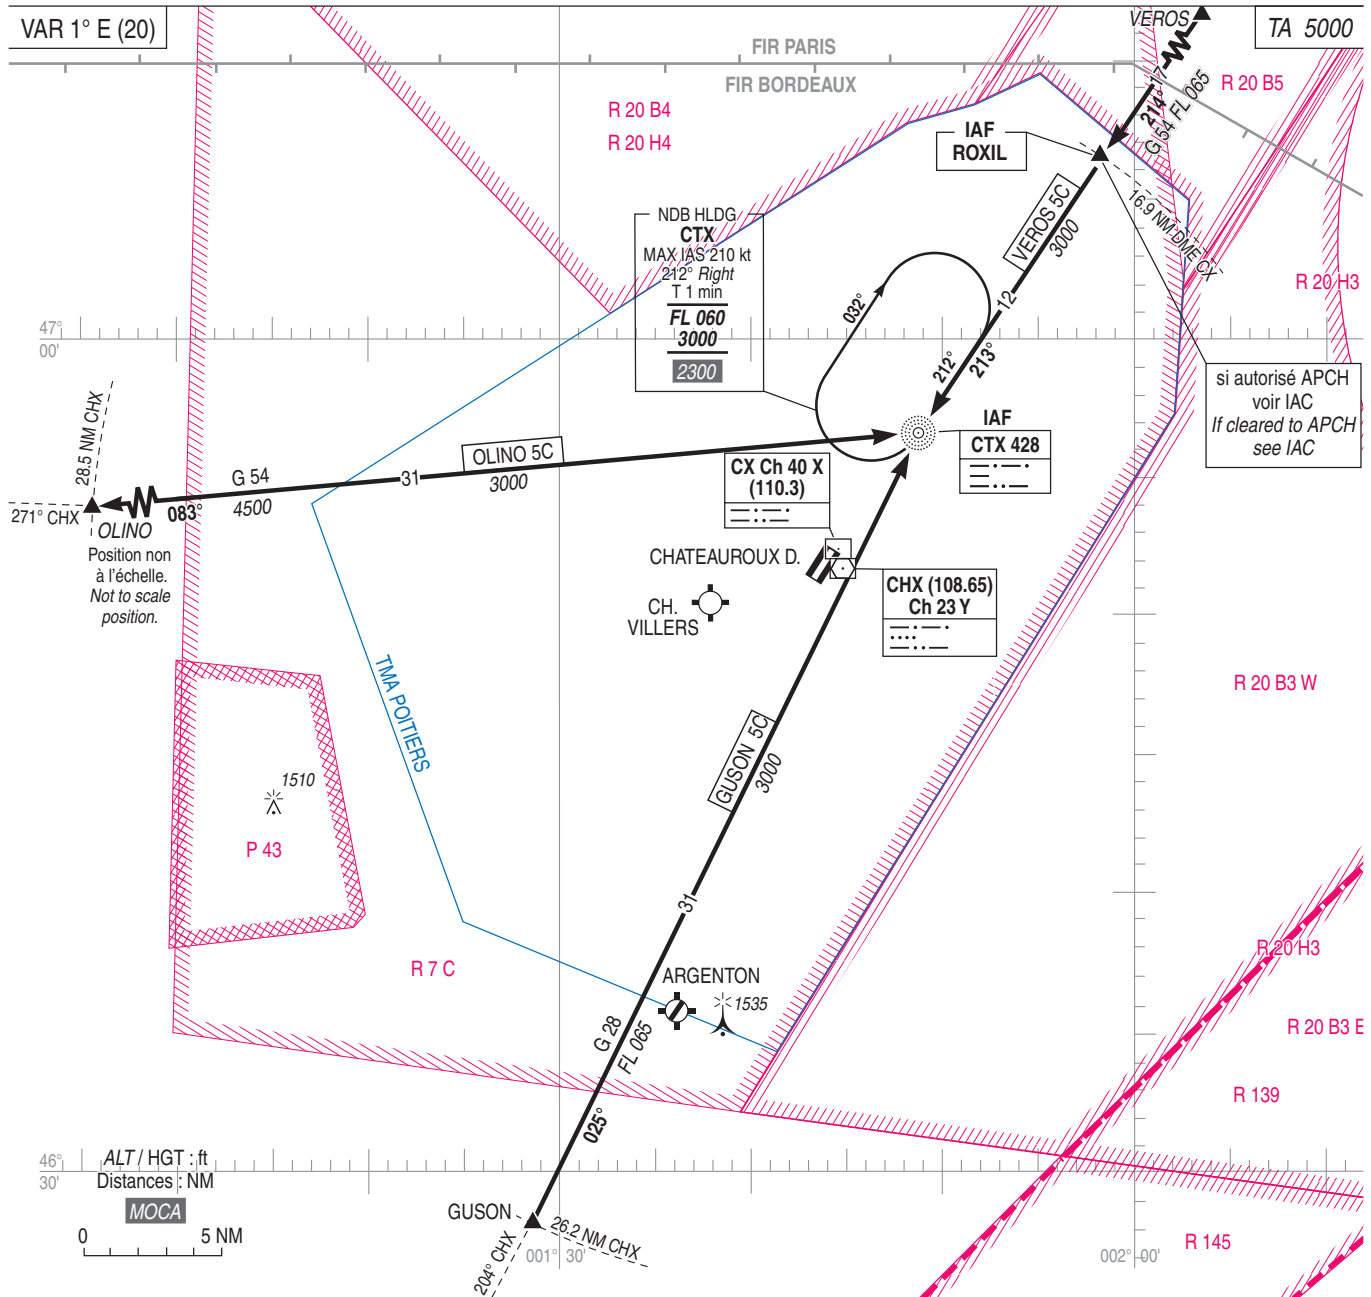 VAR 1° E (20)
VEROS
TA 5000
FIR PARIS
FIR BORDEAUX
R 20 B4
R 20 H4
R 20 B5
17
214°
G 54 FL 065
IAF
ROXIL
16.9 NM DME CX
VEROS 5C
3000
12
NDB HLDG
CTX
MAX IAS 210 kt
212° Right
T 1 min
FL 060
3000
2300
032°
212°
213°
R 20 H3
47°
00'
si autorisé APCH
voir IAC
If cleared to APCH
see IAC
28.5 NM CHX
271° CHX
OLINO
Position non
à l'échelle.
Not to scale
position.
083°
G 54
4500
31
OLINO 5C
3000
IAF
CTX 428
CX Ch 40 X
(110.3)
CHATEAUROUX D.
CHX (108.65)
Ch 23 Y
CH.
VILLERS
TMA POITIERS
R 20 B3 W
GUSON 5C
3000
1510
P 43
31
R 7 C
ARGENTON
1535
G 28
FL 065
025°
R 20 H3
R 20 B3 E
R 139
46°
30'
ALT / HGT : ft
Distances : NM
MOCA
0 5 NM
GUSON
26.2 NM CHX
204° CHX
001° 30'
002° 00'
R 145